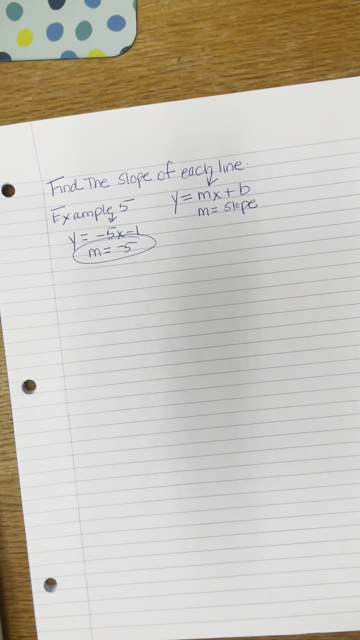 Find The slope of each line.
Example 5
y = mx + b
m = slope
y = -5x-1
m = -5